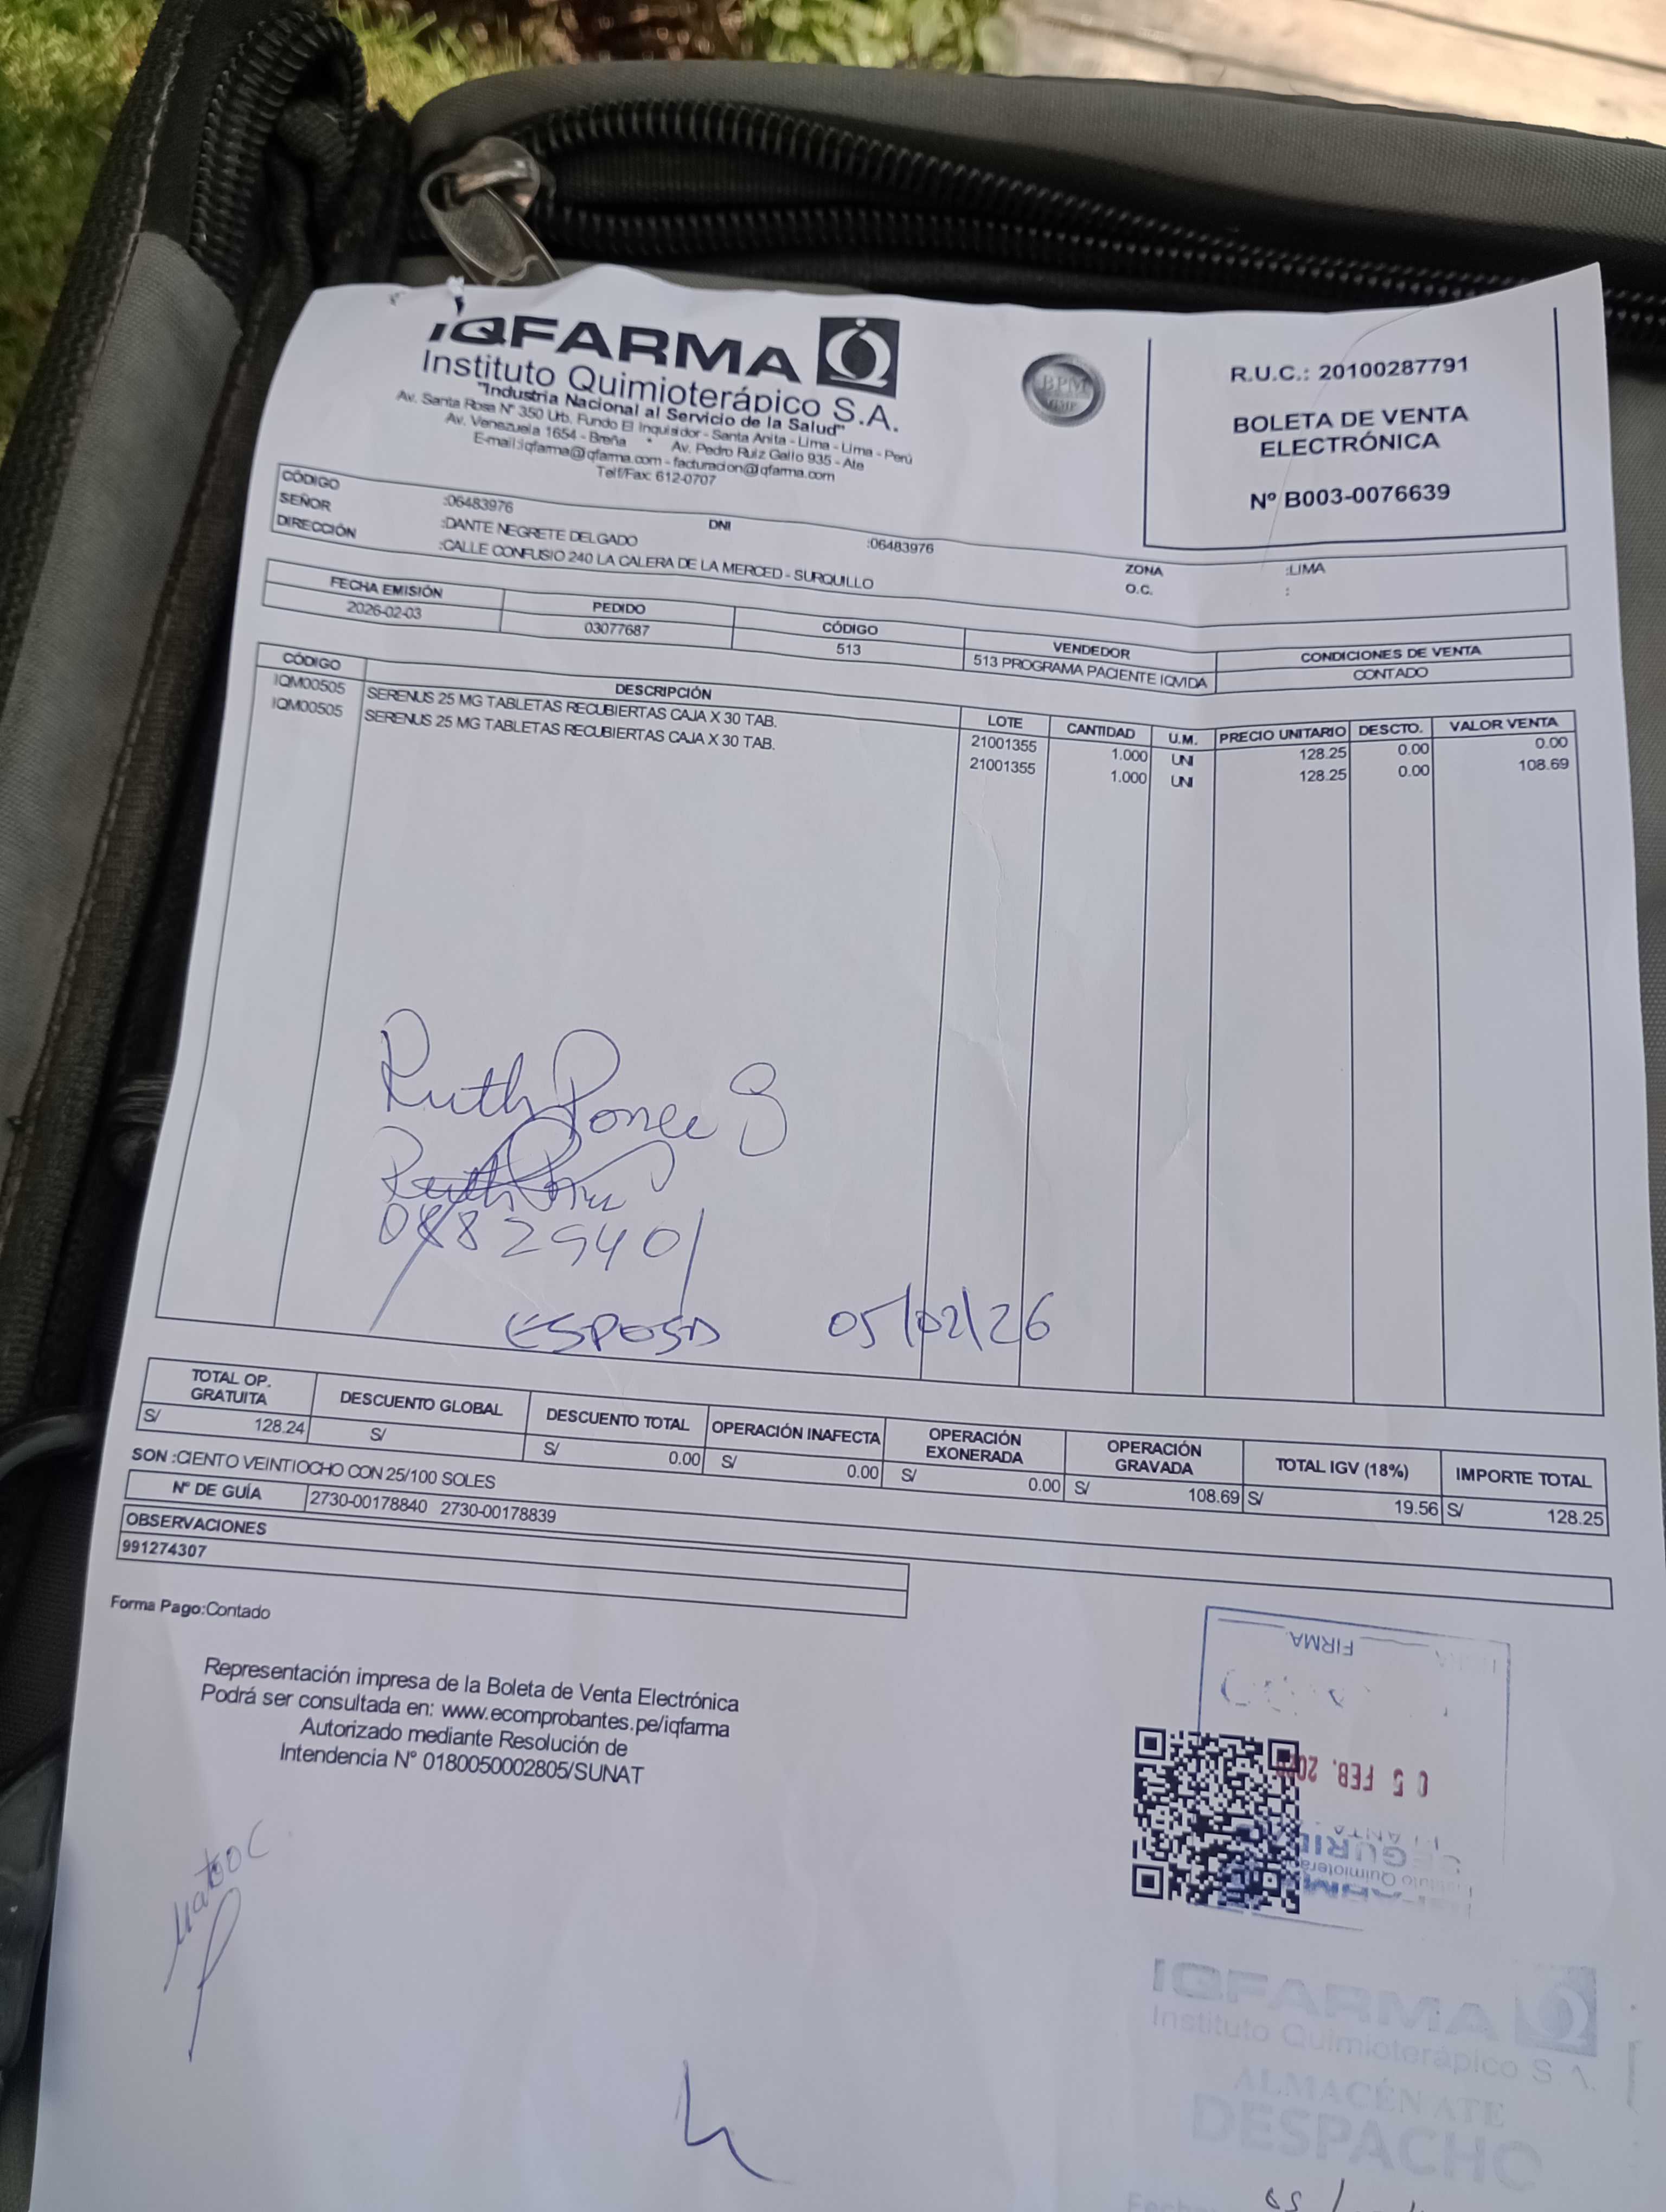 iQFARMA
Instituto Quimioterápico S.A.
"Industria Nacional al Servicio de la Salud"
Av. Santa Rosa N° 350 Urb. Fundo El Inquisidor - Santa Anita - Lima - Lima - Perú
Av. Venezuela 1654 - Breña • Av. Pedro Ruiz Gallo 935 - Ate
E-mail:iqfarma@iqfarma.com - facturacion@iqfarma.com
Telf/Fax: 612-0707
BPM
GMP
R.U.C.: 20100287791
BOLETA DE VENTA
ELECTRÓNICA
Nº B003-0076639
CÓDIGO :06483976 DNI :06483976 ZONA :LIMA
SEÑOR :DANTE NEGRETE DELGADO O.C. :
DIRECCIÓN :CALLE CONFUSIO 240 LA CALERA DE LA MERCED - SURQUILLO
FECHA EMISIÓN PEDIDO CÓDIGO VENDEDOR CONDICIONES DE VENTA
2026-02-03 03077687 513 513 PROGRAMA PACIENTE IQVIDA CONTADO
CÓDIGO DESCRIPCIÓN LOTE CANTIDAD U.M. PRECIO UNITARIO DESCTO. VALOR VENTA
IQM00505 SERENUS 25 MG TABLETAS RECUBIERTAS CAJA X 30 TAB. 21001355 1.000 UNI 128.25 0.00 0.00
IQM00505 SERENUS 25 MG TABLETAS RECUBIERTAS CAJA X 30 TAB. 21001355 1.000 UNI 128.25 0.00 108.69
Ruth Ponce G
08829401
ESPOSA 05/02/26
TOTAL OP. GRATUITA DESCUENTO GLOBAL DESCUENTO TOTAL OPERACIÓN INAFECTA OPERACIÓN EXONERADA OPERACIÓN GRAVADA TOTAL IGV (18%) IMPORTE TOTAL
S/ 128.24 S/ S/ 0.00 S/ 0.00 S/ 0.00 S/ 108.69 S/ 19.56 S/ 128.25
SON :CIENTO VEINTIOCHO CON 25/100 SOLES
N° DE GUÍA 2730-00178840 2730-00178839
OBSERVACIONES
991274307
Forma Pago:Contado
Representación impresa de la Boleta de Venta Electrónica
Podrá ser consultada en: www.ecomprobantes.pe/iqfarma
Autorizado mediante Resolución de
Intendencia N° 0180050002805/SUNAT
FIRMA
05 FEB. 202
IQFARMA
Instituto Quimioterápico S.A.
ALMACÉN ATE
DESPACHO
Fecha